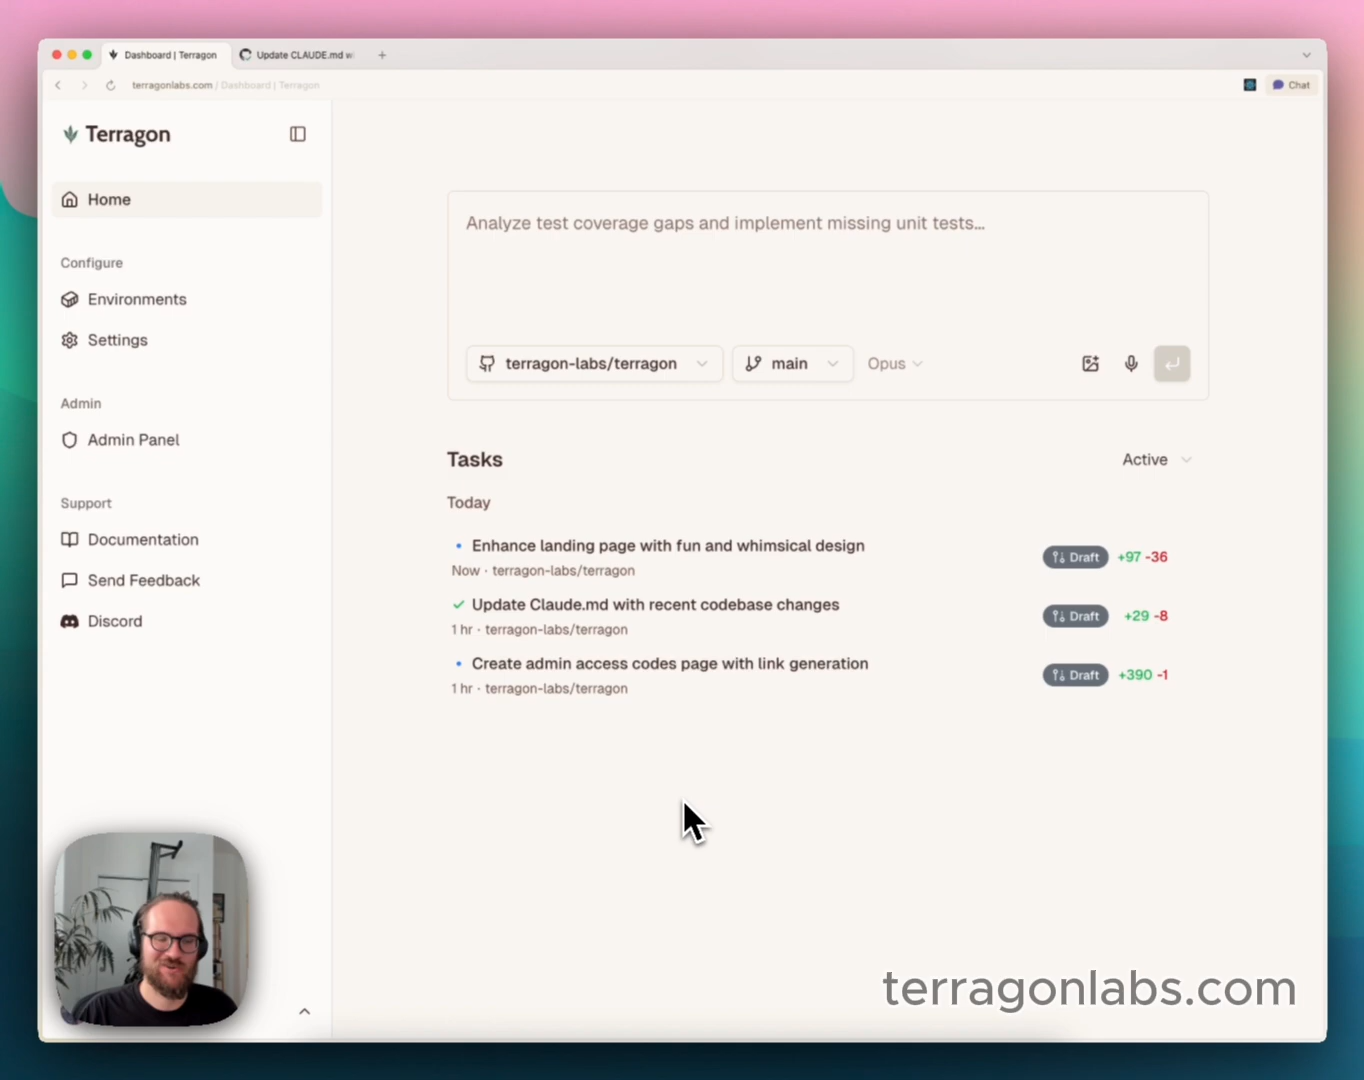 Dashboard | Terragon
Update CLAUDE.md w
terragonlabs.com / Dashboard | Terragon
Chat
Terragon
Home
Configure
Environments
Settings
Admin
Admin Panel
Support
Documentation
Send Feedback
Discord
Analyze test coverage gaps and implement missing unit tests...
terragon-labs/terragon
main
Opus
Tasks
Active
Today
Enhance landing page with fun and whimsical design
Draft +97 -36
Now · terragon-labs/terragon
Update Claude.md with recent codebase changes
Draft +29 -8
1 hr · terragon-labs/terragon
Create admin access codes page with link generation
Draft +390 -1
1 hr · terragon-labs/terragon
terragonlabs.com